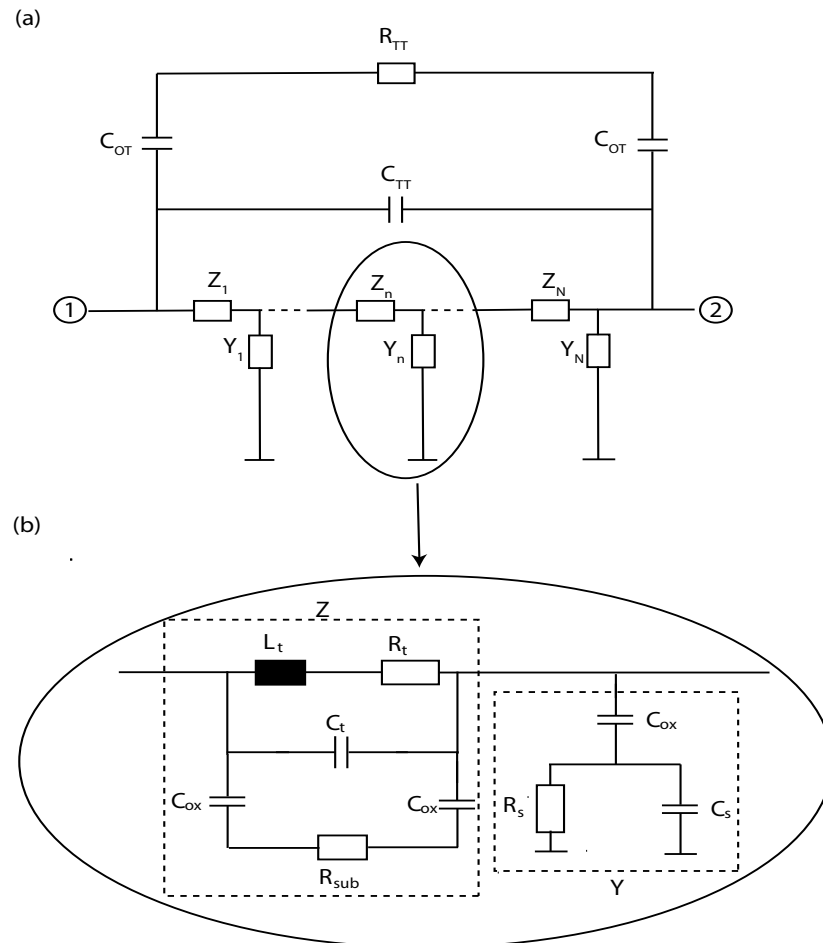 (a)
R_TT
C_OT
C_OT
C_TT
1 Z_1 Z_n Z_N 2
Y_1 Y_n Y_N
(b)
Z
L_t R_t
C_t
C_ox
C_ox C_ox
R_s C_s
R_sub
Y